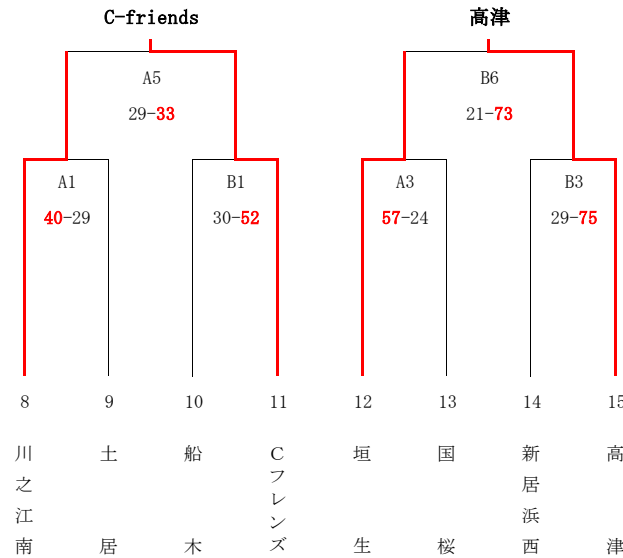 C-friends 高津
A5 B6
29-33 21-73
A1 B1 A3 B3
40-29 30-52 57-24 29-75
8 9 10 11 12 13 14 15
川之江南
土居
船木
Cフレンズ
垣生
国桜
新居浜西
高津